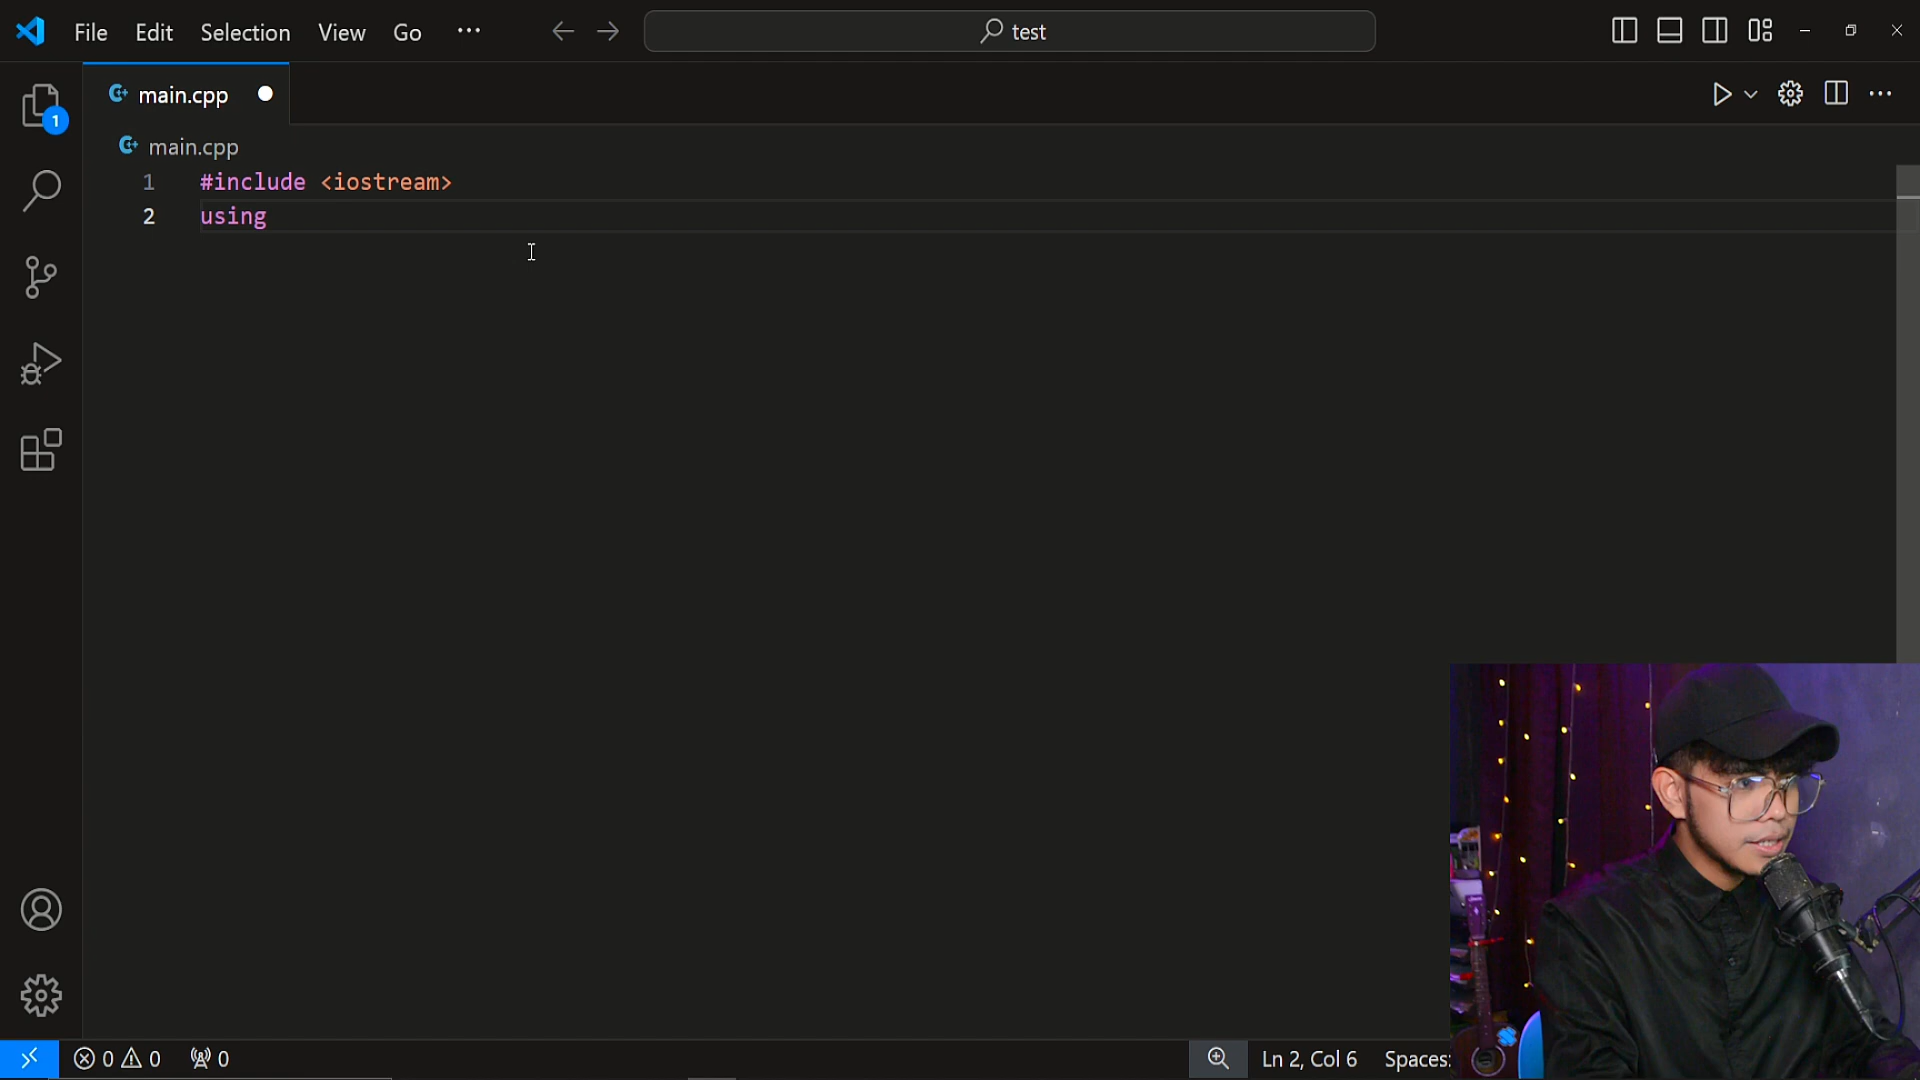 File Edit Selection View Go ··· test
main.cpp
main.cpp
1 #include <iostream>
2 using
1
0 0 0 Ln 2, Col 6 Spaces: